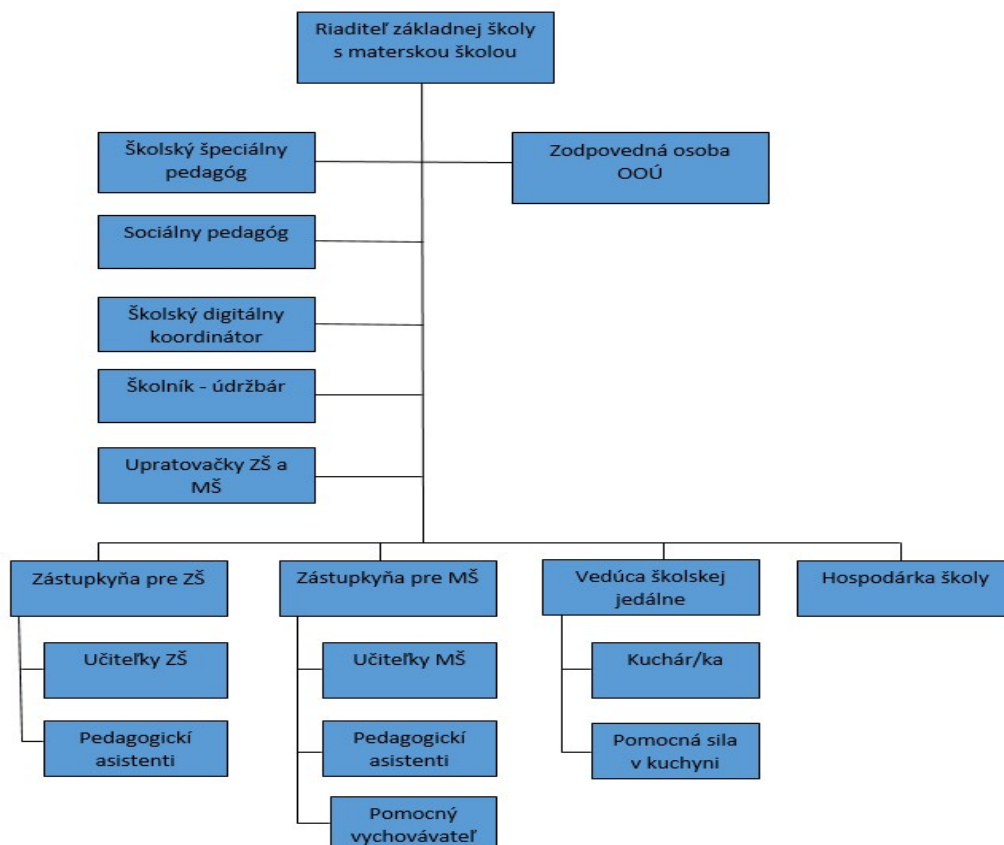 Riaditeľ základnej školy
s materskou školou
Školský špeciálny
pedagóg
Zodpovedná osoba
OOÚ
Sociálny pedagóg
Školský digitálny
koordinátor
Školník - údržbár
Upratovačky ZŠ a
MŠ
Zástupkyňa pre ZŠ
Učiteľky ZŠ
Pedagogickí
asistenti
Zástupkyňa pre MŠ
Učiteľky MŠ
Pedagogickí
asistenti
Pomocný
vychovávateľ
Vedúca školskej
jedálne
Kuchár/ka
Pomocná sila
v kuchyni
Hospodárka školy